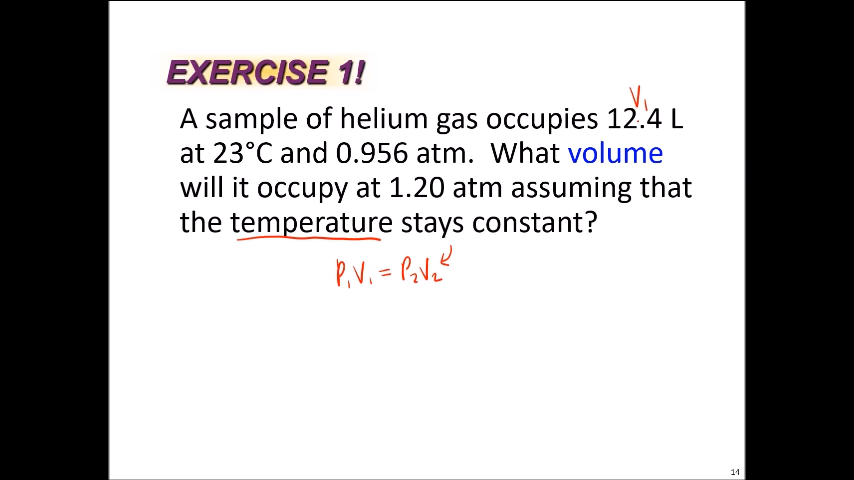 EXERCISE 1!
V₁
A sample of helium gas occupies 12.4 L
at 23°C and 0.956 atm. What volume
will it occupy at 1.20 atm assuming that
the temperature stays constant?
P₁V₁ = P₂V₂
14